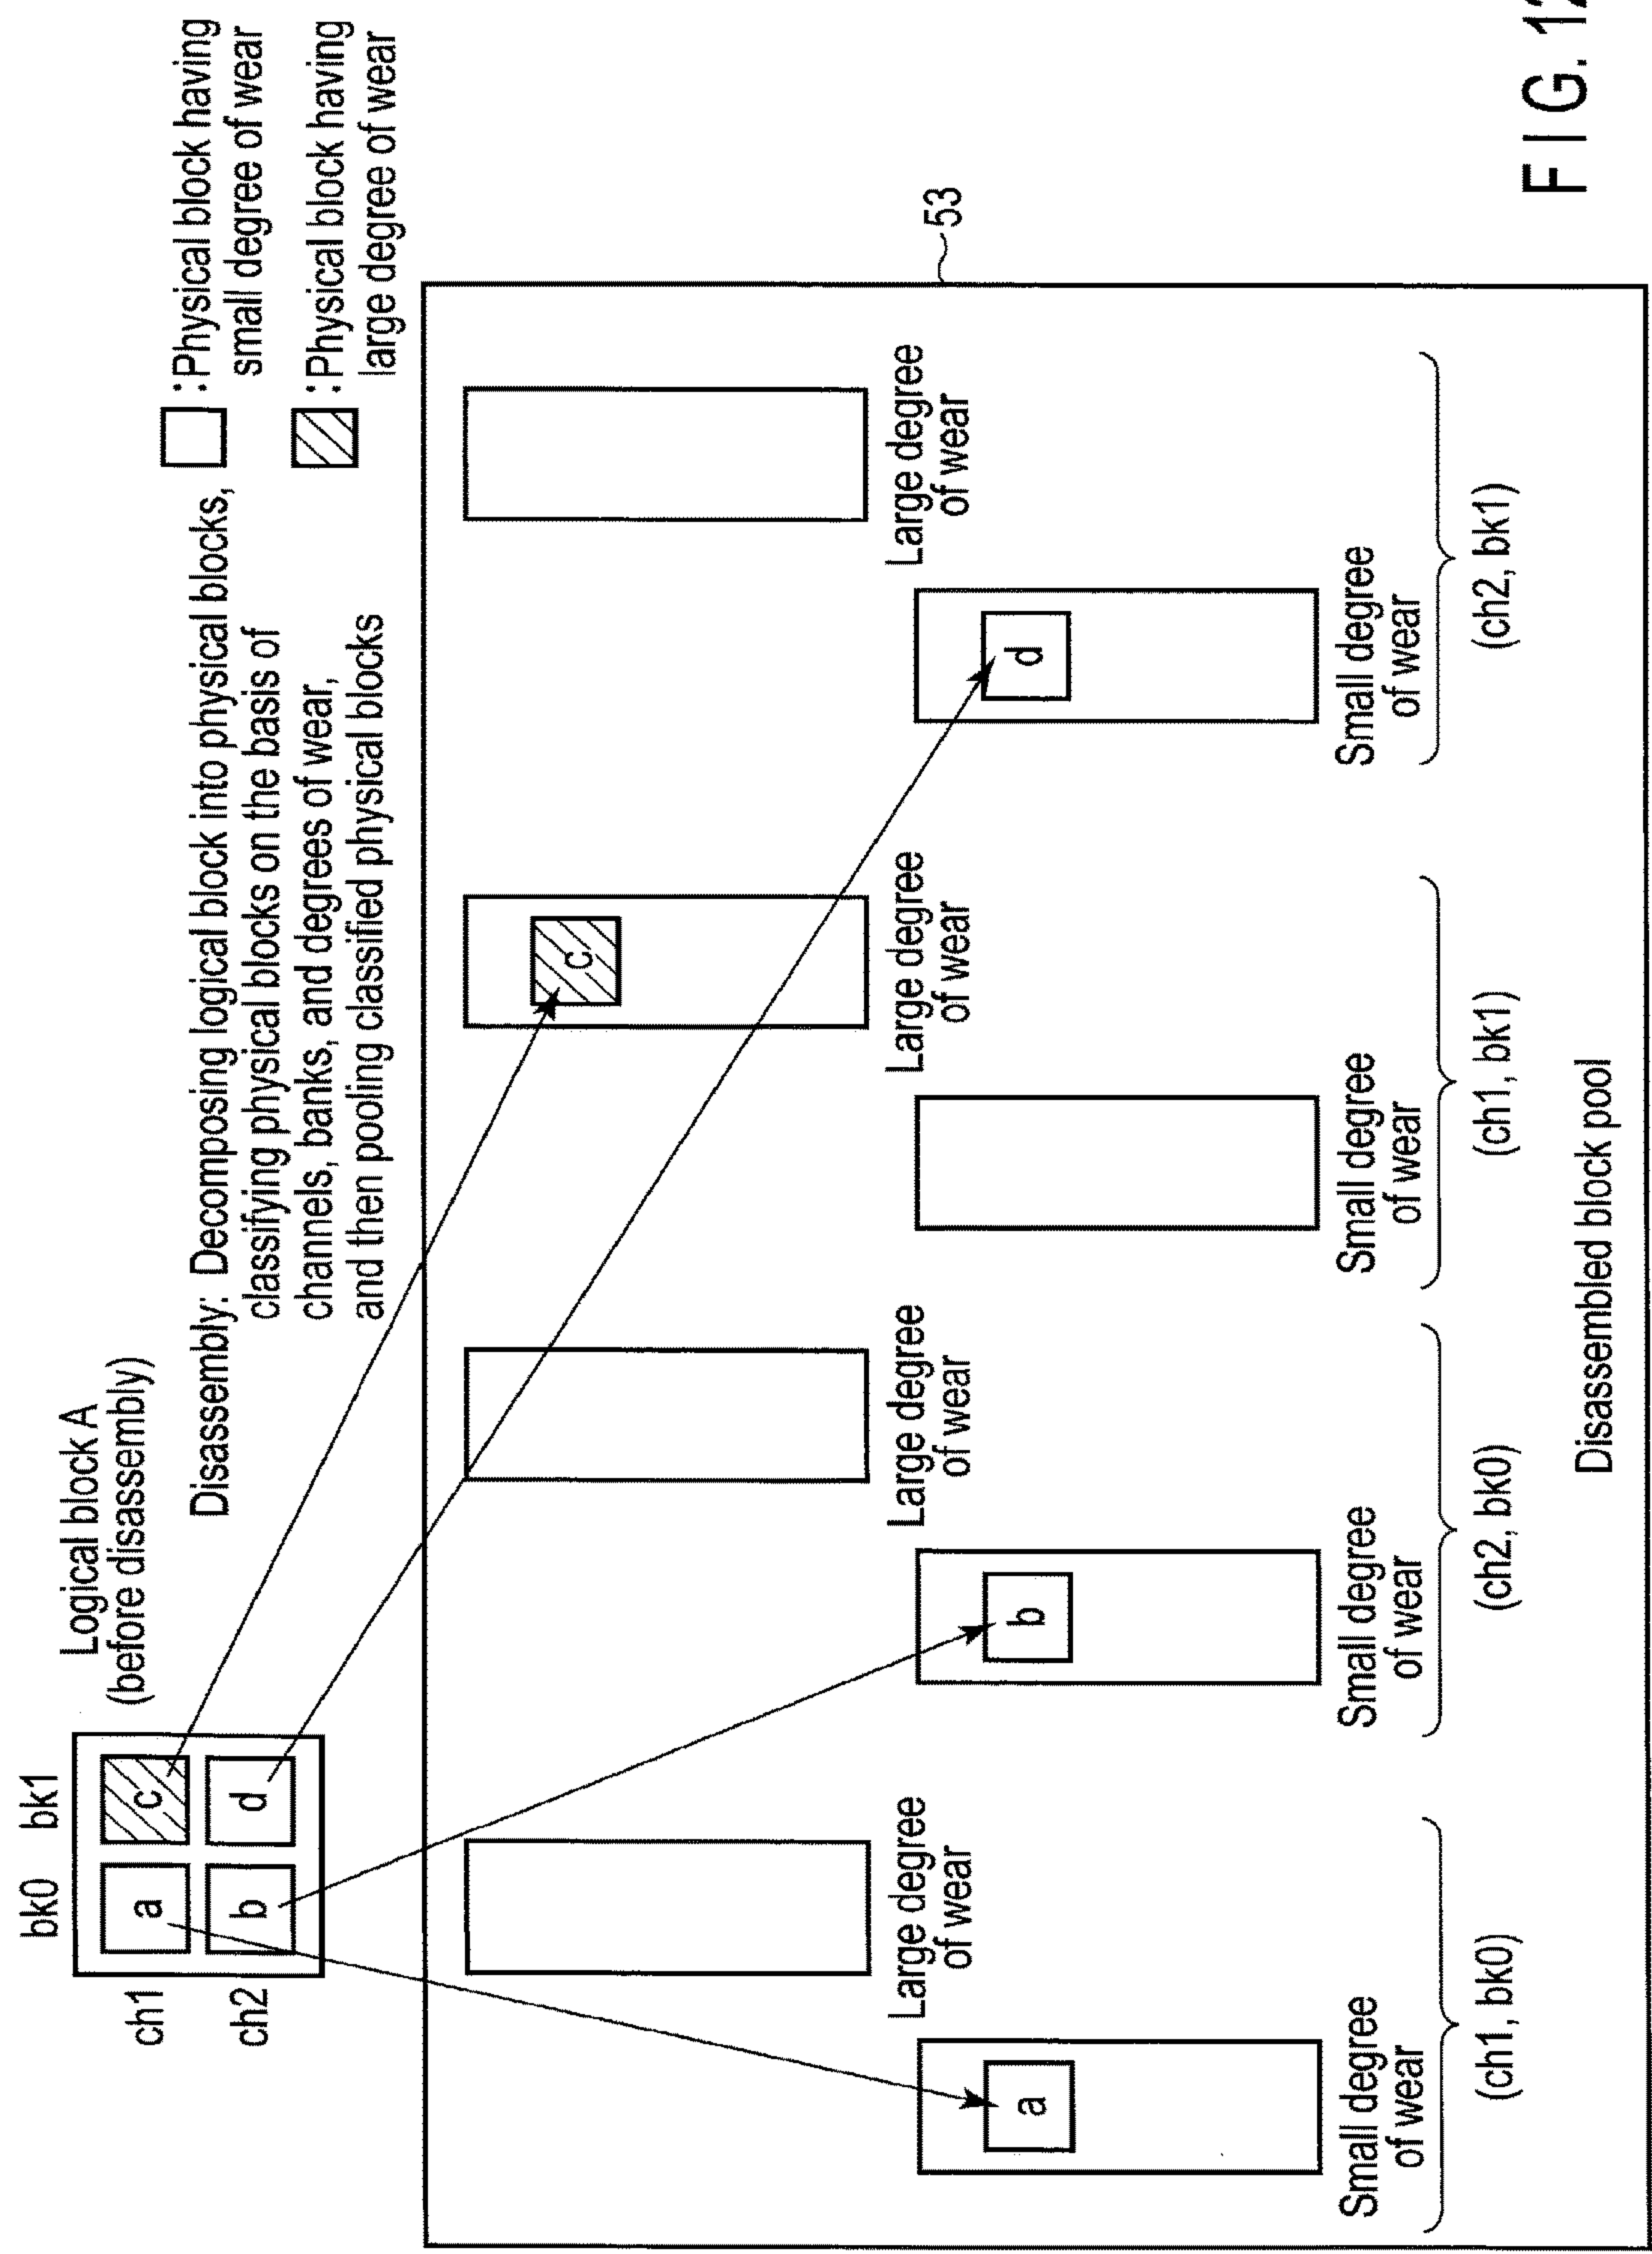 bk0 bk1
Logical block A
(before disassembly)
ch1
a
c
ch2
b
d
:Physical block having
small degree of wear
:Physical block having
large degree of wear
Disassembly: Decomposing logical block into physical blocks,
classifying physical blocks on the basis of
channels, banks, and degrees of wear,
and then pooling classified physical blocks
53
c
Large degree
of wear
Large degree
of wear
Large degree
of wear
Large degree
of wear
a
b
d
Small degree
of wear
Small degree
of wear
Small degree
of wear
Small degree
of wear
(ch1, bk0)
(ch2, bk0)
(ch1, bk1)
(ch2, bk1)
Disassembled block pool
FIG. 12